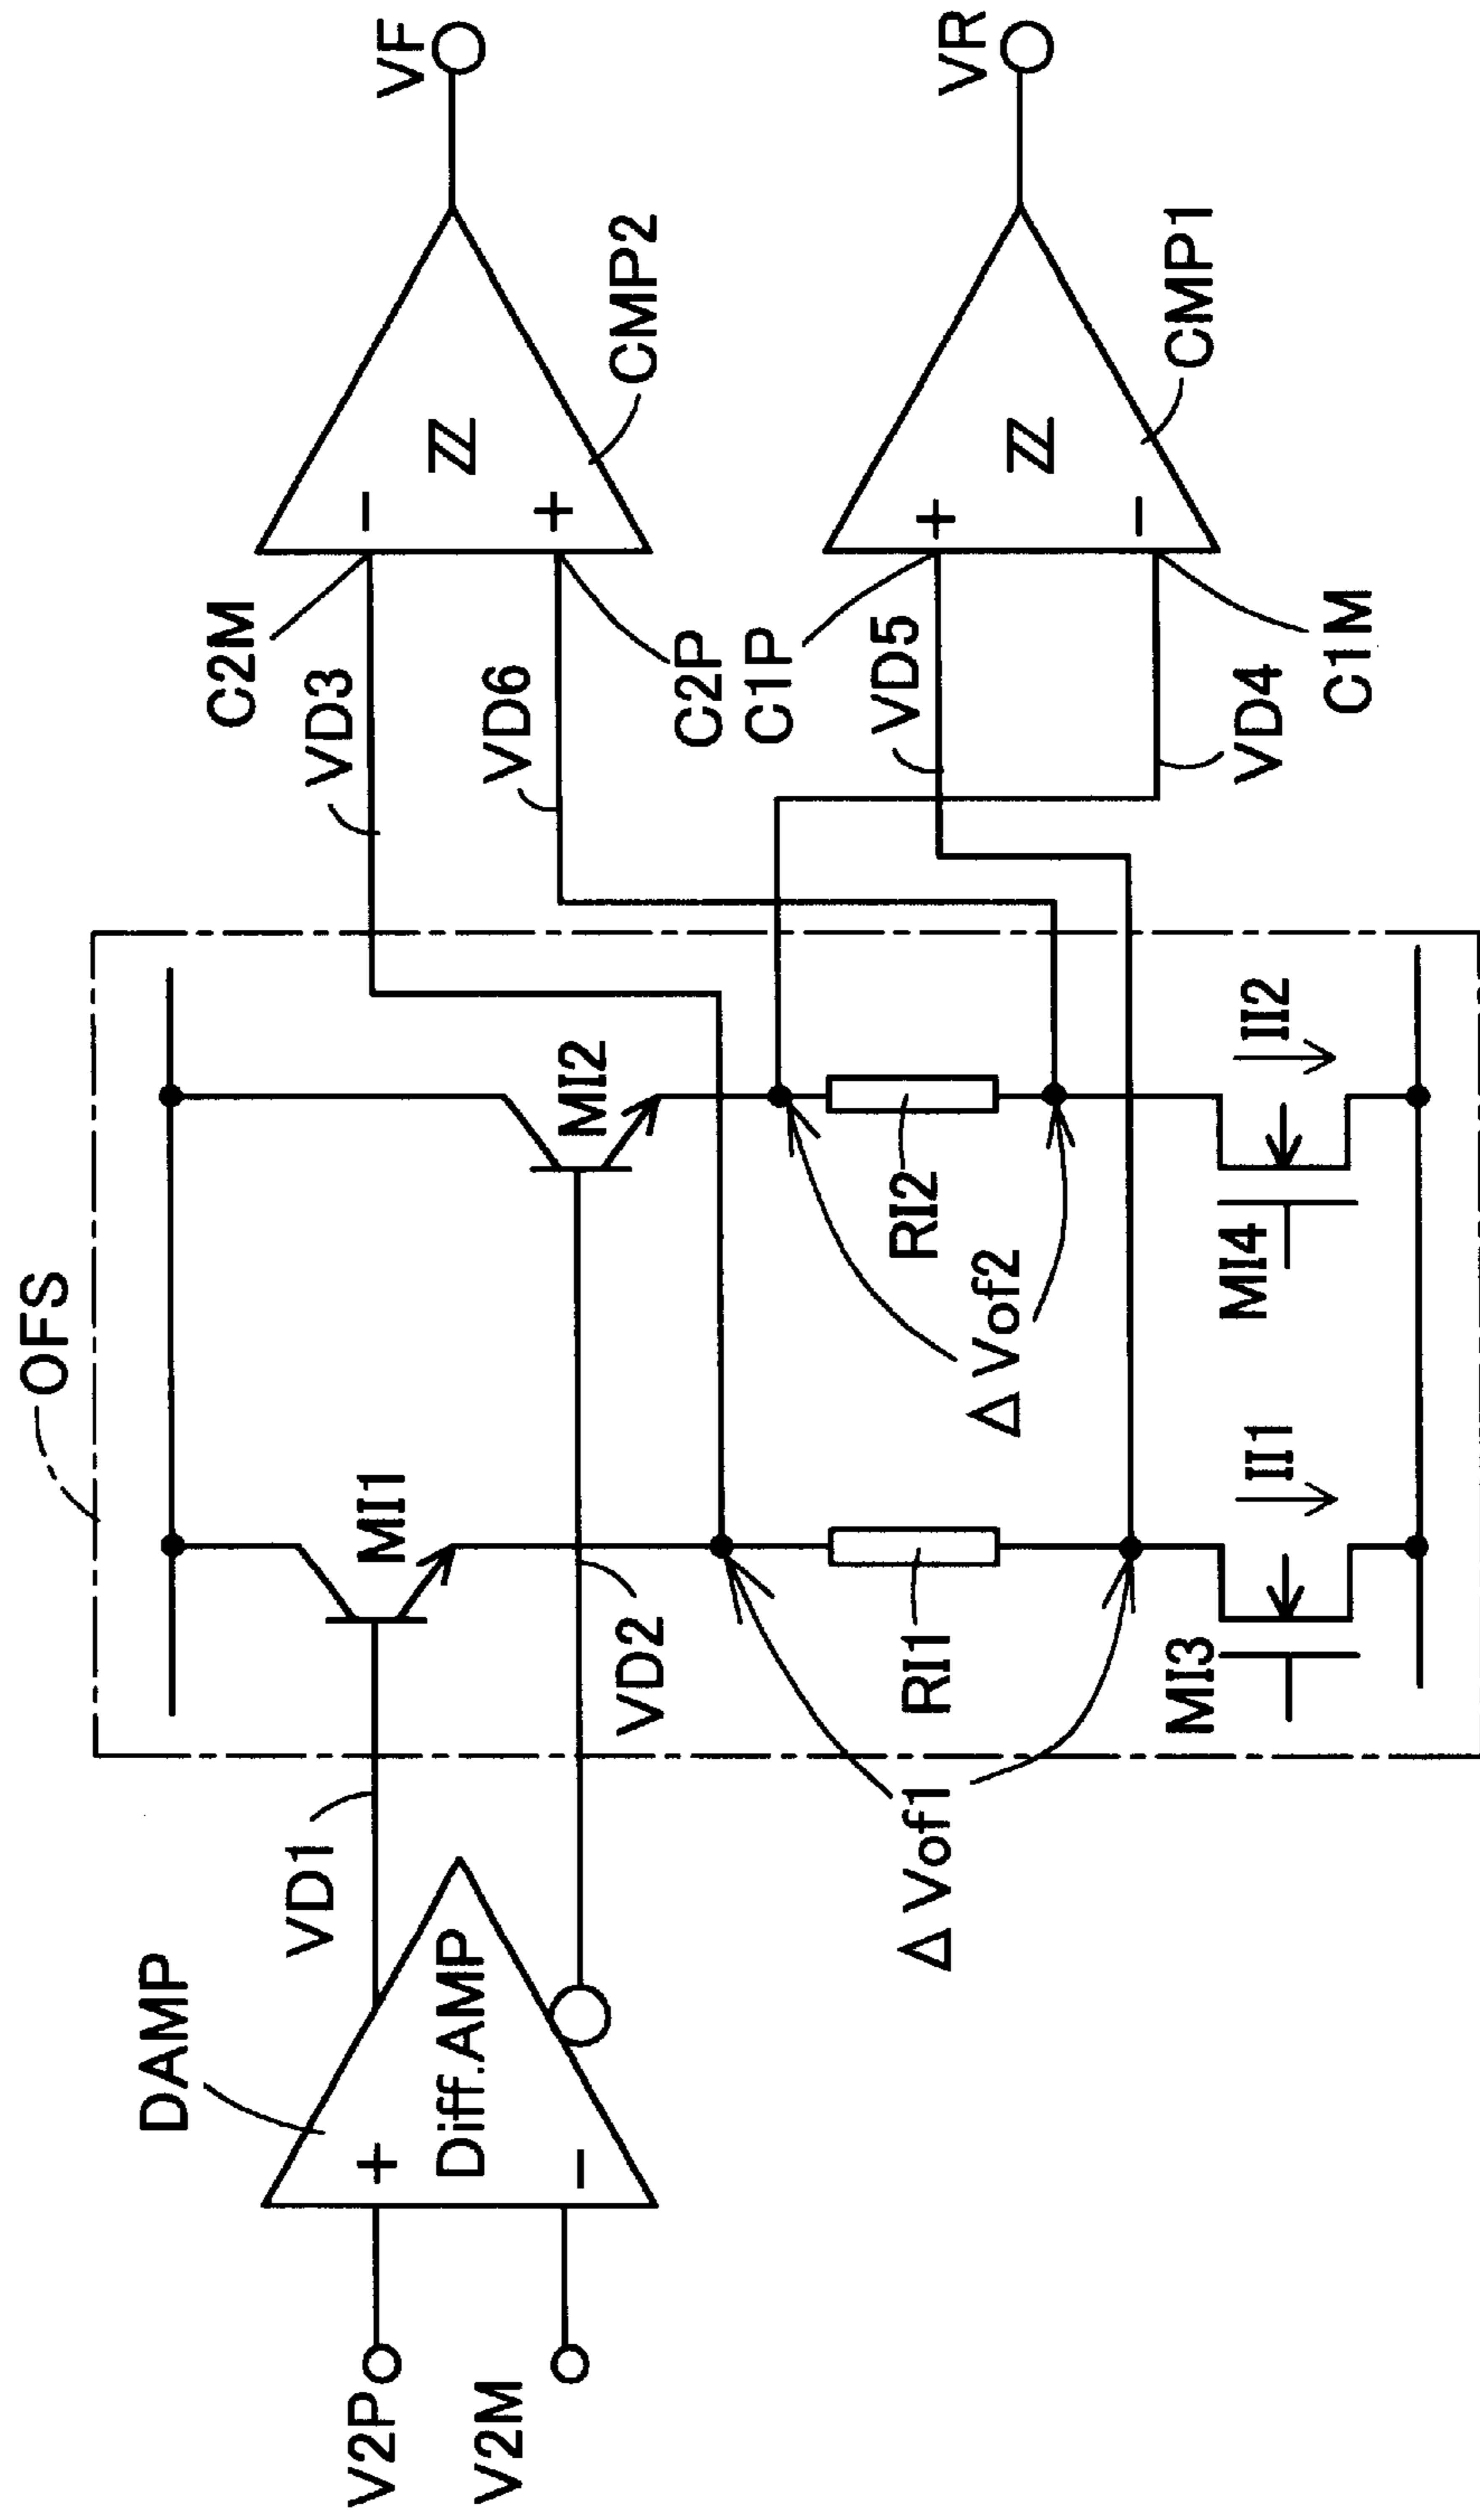 OFS
DAMP
V2P
V2M
+
−
Diff.AMP
VD1
VD2
MI1
MI2
ΔVof1
ΔVof2
RI1
RI2
MI3
MI4
II1
II2
VD3
VD6
VD5
VD4
C2M
C2P
C1P
C1M
−
+
CMP2
+
−
CMP1
VF
VR